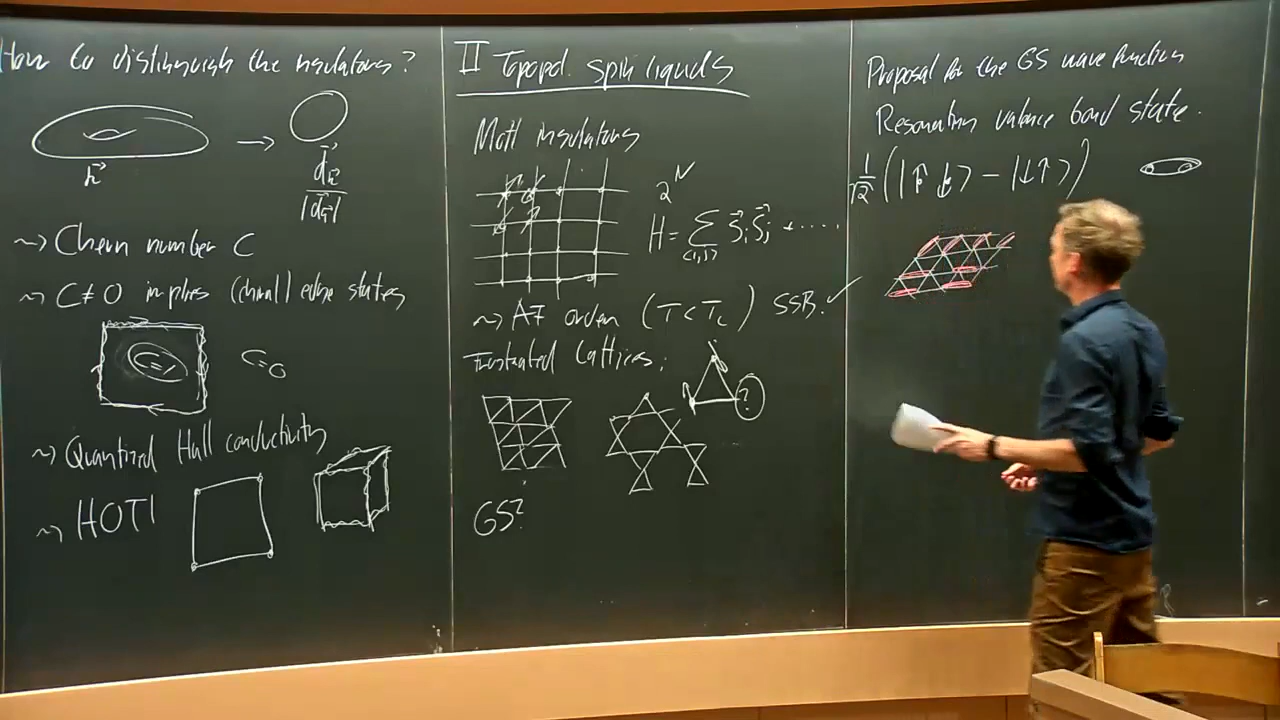 How to distinguish the insulators?
k⃗
→
d⃗k⃗
|d⃗k⃗|
~> Chern number C
~> C≠0 implies (chiral) edge states
C=1
C=0
~> Quantized Hall conductivity
~> HOTI
II Topol. spin liquids
Mott insulators
2^N
H = Σ S⃗i S⃗j + ....
<i,j>
~> AF order (T<Tc) SSB. ✓
Frustrated lattices:
?
GS?
Proposal for the GS wave function
Resonating valence bond state.
1/√2 (|↑↓> − |↓↑>)